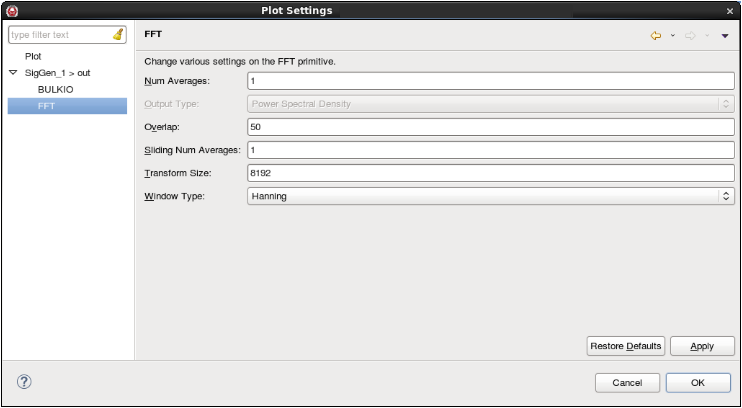 Plot Settings
type filter text
Plot
SigGen_1 > out
BULKIO
FFT
FFT
Change various settings on the FFT primitive.
Num Averages: 1
Output Type: Power Spectral Density
Overlap: 50
Sliding Num Averages: 1
Transform Size: 8192
Window Type: Hanning
Restore Defaults Apply
? Cancel OK